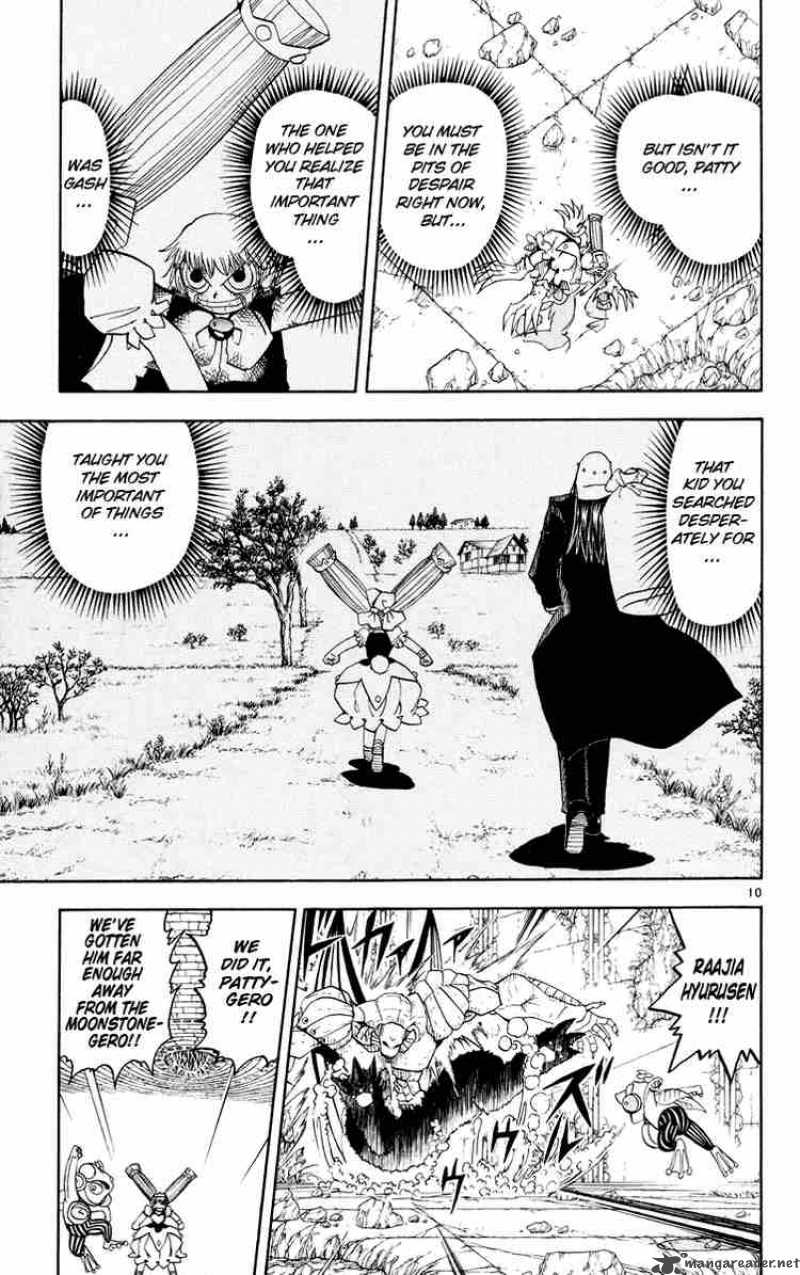 BUT ISN'T IT
GOOD, PATTY
...
YOU MUST
BE IN THE
PITS OF
DESPAIR
RIGHT NOW,
BUT...
THE ONE
WHO HELPED
YOU REALIZE
THAT
IMPORTANT
THING
...
WAS
GASH
...
THAT
KID YOU
SEARCHED
DESPER-
ATELY FOR
...
TAUGHT YOU
THE MOST
IMPORTANT
OF THINGS
...
10
RAAJIA
HYURUSEN
!!!
ズ
ヴ
ヴ
WE
DID IT,
PATTY-
GERO
!!
WE'VE
GOTTEN
HIM FAR
ENOUGH
AWAY
FROM THE
MOONSTONE-
GERO!!
mangareader.net